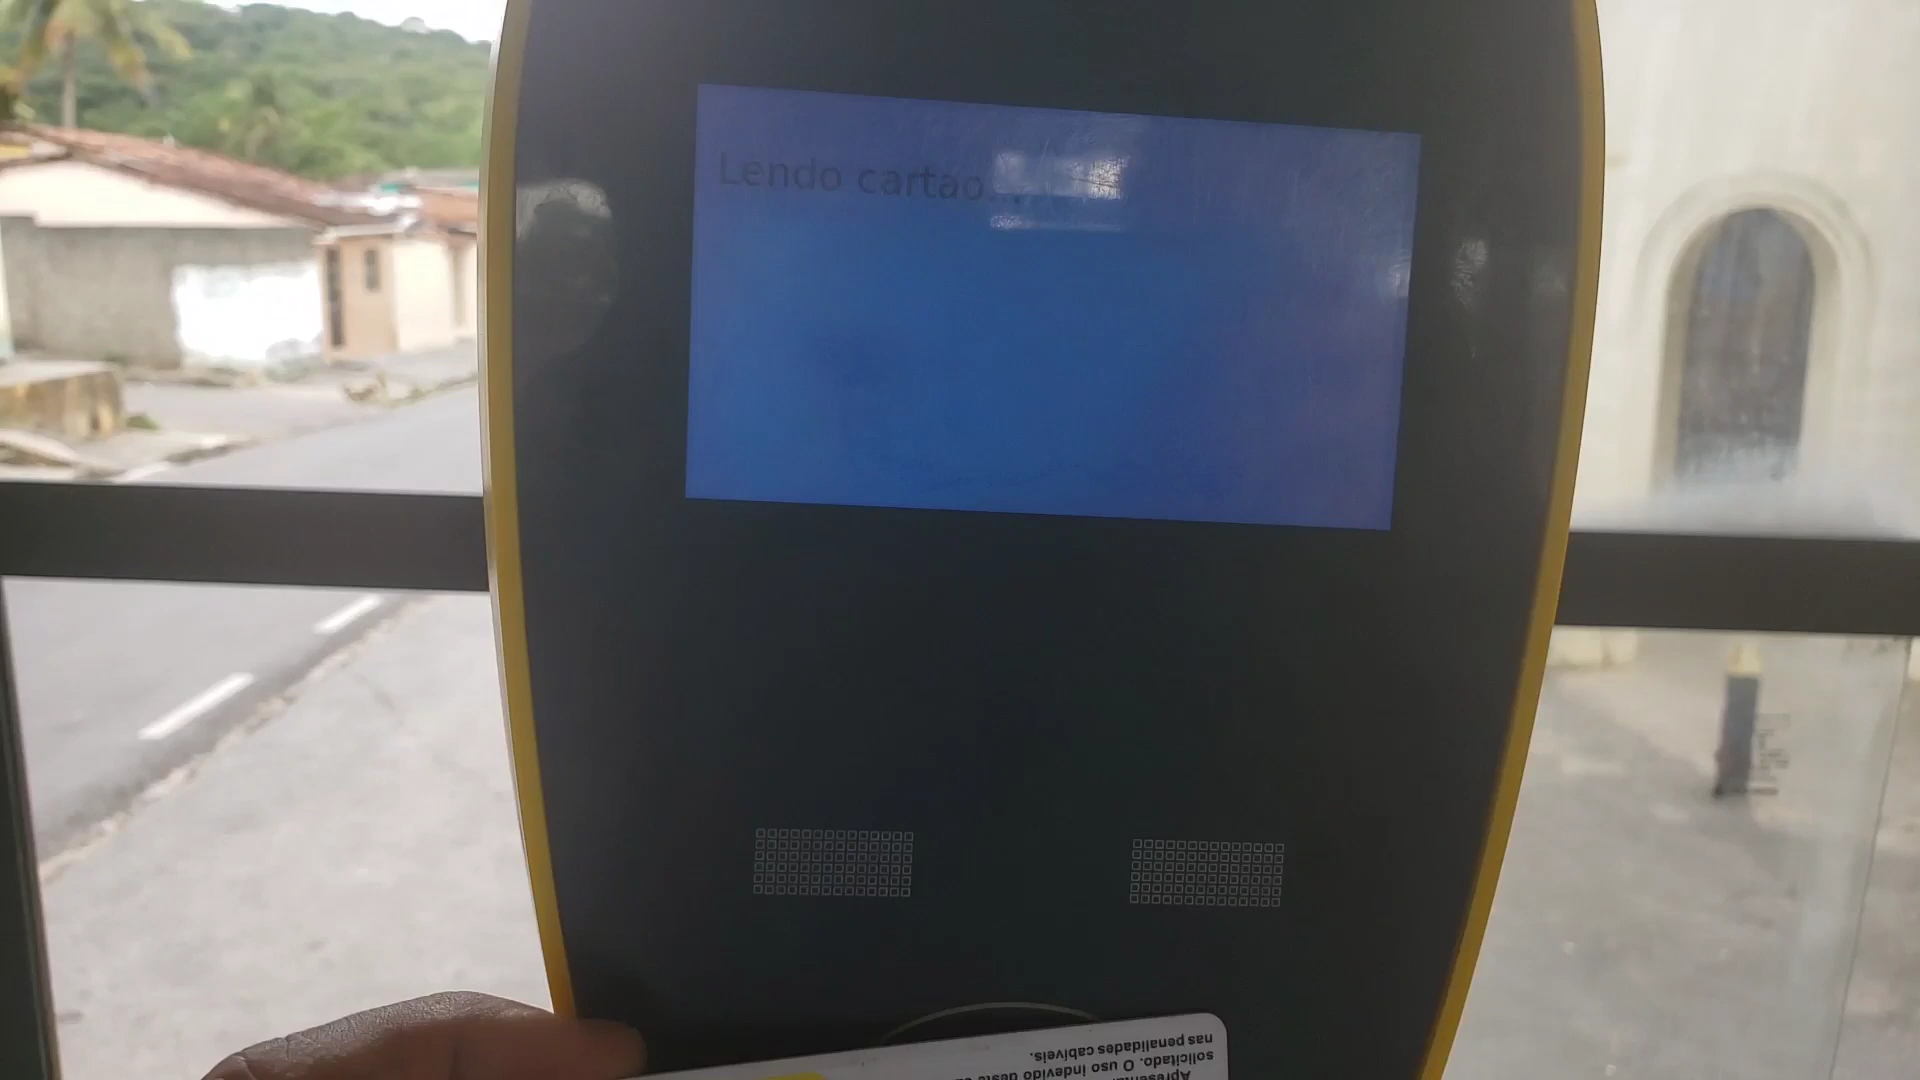 Lendo cartao...
solicitado. O uso indevido deste
nas penalidades cabíveis.